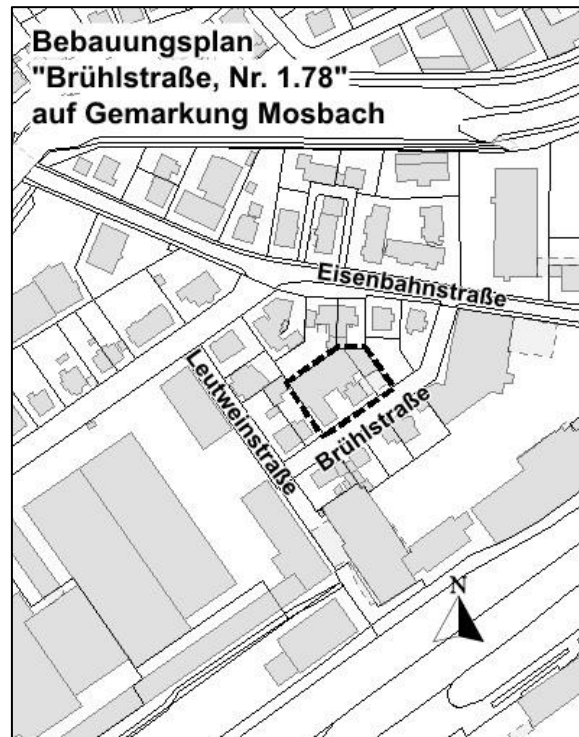 Bebauungsplan
"Brühlstraße, Nr. 1.78"
auf Gemarkung Mosbach
Eisenbahnstraße
Leutweinstraße
Brühlstraße
N